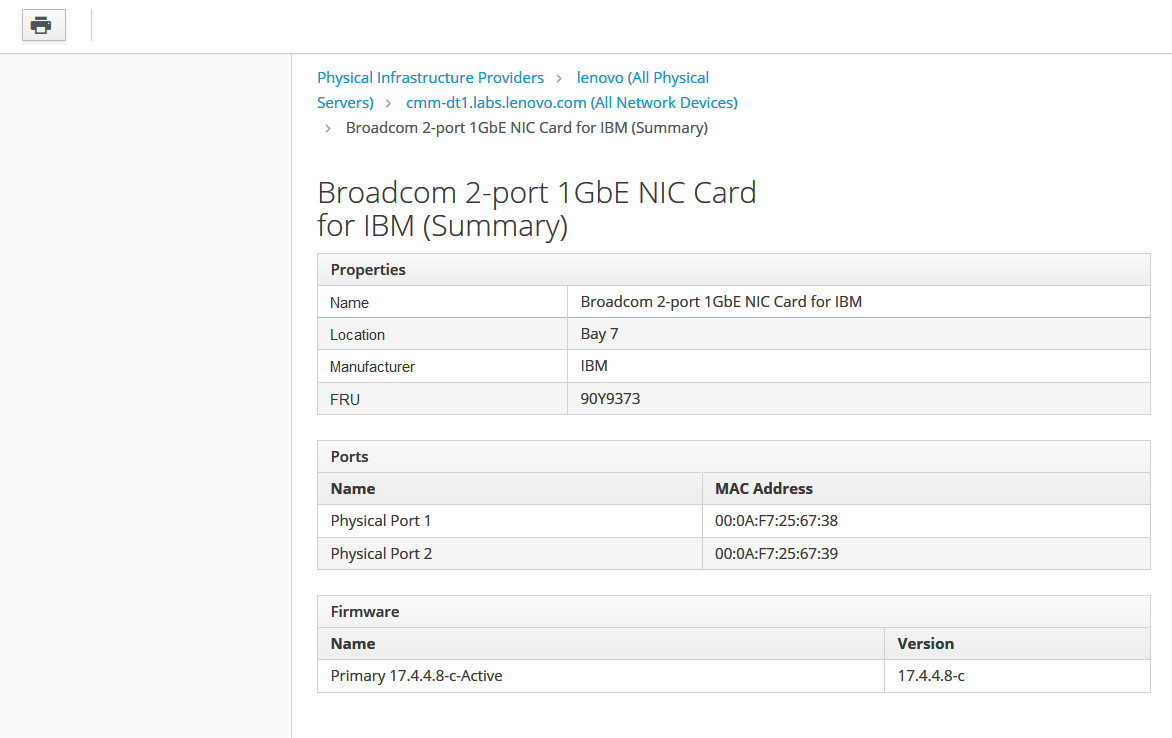 Physical Infrastructure Providers > lenovo (All Physical
Servers) > cmm-dt1.labs.lenovo.com (All Network Devices)
> Broadcom 2-port 1GbE NIC Card for IBM (Summary)
Broadcom 2-port 1GbE NIC Card
for IBM (Summary)
Properties
Name Broadcom 2-port 1GbE NIC Card for IBM
Location Bay 7
Manufacturer IBM
FRU 90Y9373
Ports
Name MAC Address
Physical Port 1 00:0A:F7:25:67:38
Physical Port 2 00:0A:F7:25:67:39
Firmware
Name Version
Primary 17.4.4.8-c-Active 17.4.4.8-c